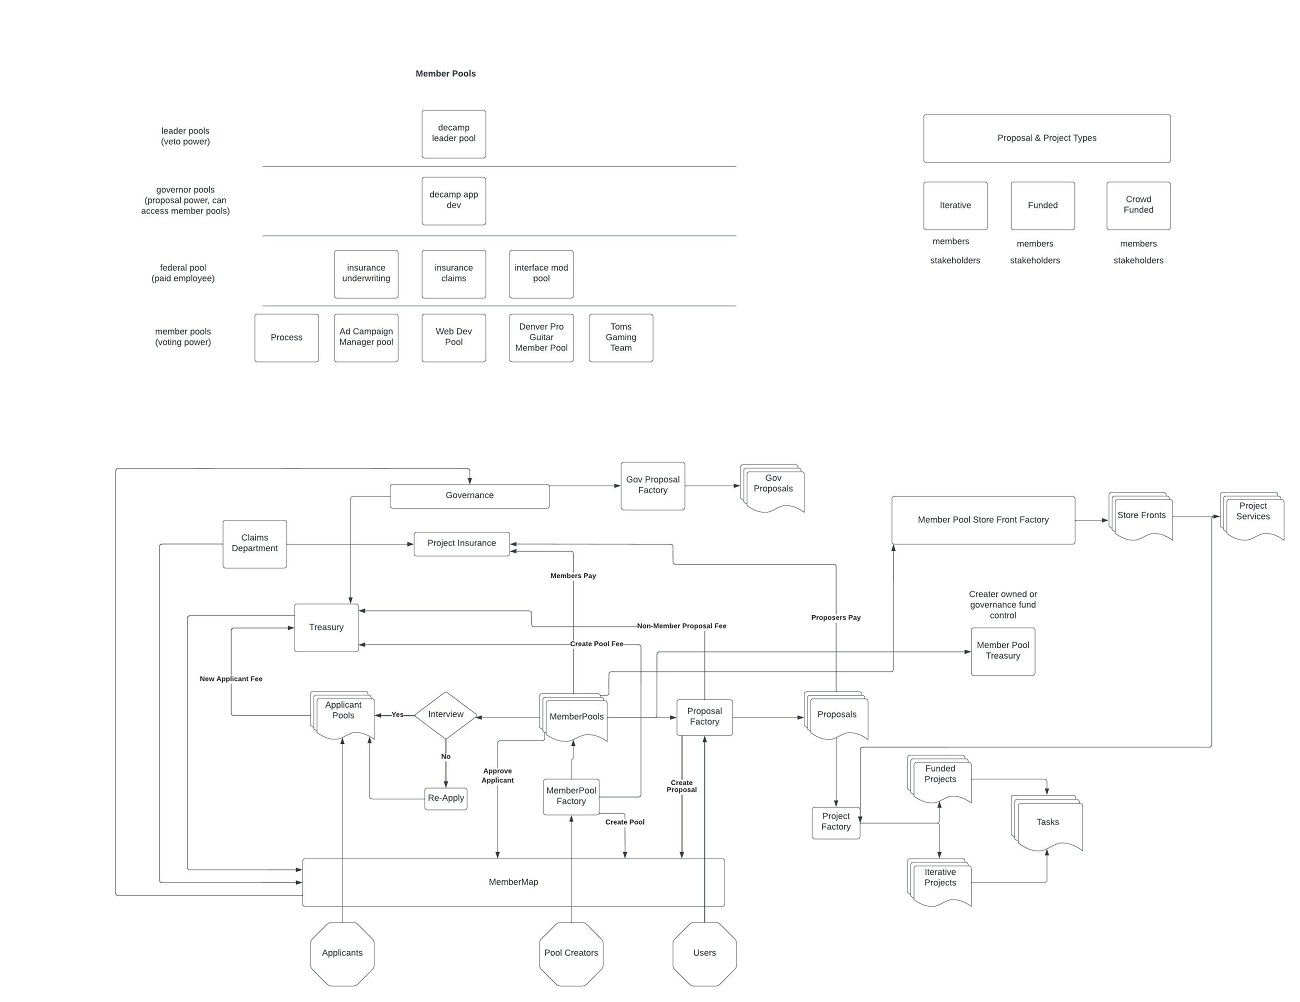 Member Pools
leader pools
(veto power)
decamp
leader pool
Proposal & Project Types
governor pools
(proposal power, can
access member pools)
decamp app
dev
Iterative
Funded
Crowd
Funded
members
members
members
stakeholders
stakeholders
stakeholders
federal pool
(paid employee)
insurance
underwriting
insurance
claims
interface mod
pool
member pools
(voting power)
Process
Ad Campaign
Manager pool
Web Dev
Pool
Denver Pro
Guitar
Member Pool
Toms
Gaming
Team
Governance
Gov Proposal
Factory
Gov
Proposals
Member Pool Store Front Factory
Store Fronts
Project
Services
Claims
Department
Project Insurance
Members Pay
Creater owned or
governance fund
control
Proposers Pay
Treasury
Non-Member Proposal Fee
Create Pool Fee
Member Pool
Treasury
New Applicant Fee
Applicant
Pools
Yes
Interview
MemberPools
Proposal
Factory
Proposals
No
Approve
Applicant
Create
Proposal
Re-Apply
MemberPool
Factory
Create Pool
Funded
Projects
Project
Factory
Tasks
Iterative
Projects
MemberMap
Applicants
Pool Creators
Users